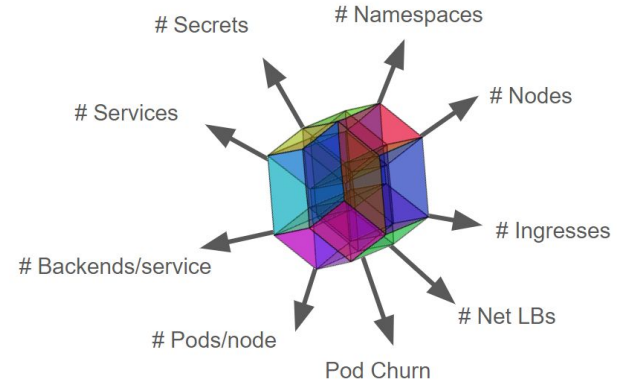 # Namespaces
# Secrets
# Nodes
# Services
# Ingresses
# Backends/service
# Net LBs
# Pods/node
Pod Churn